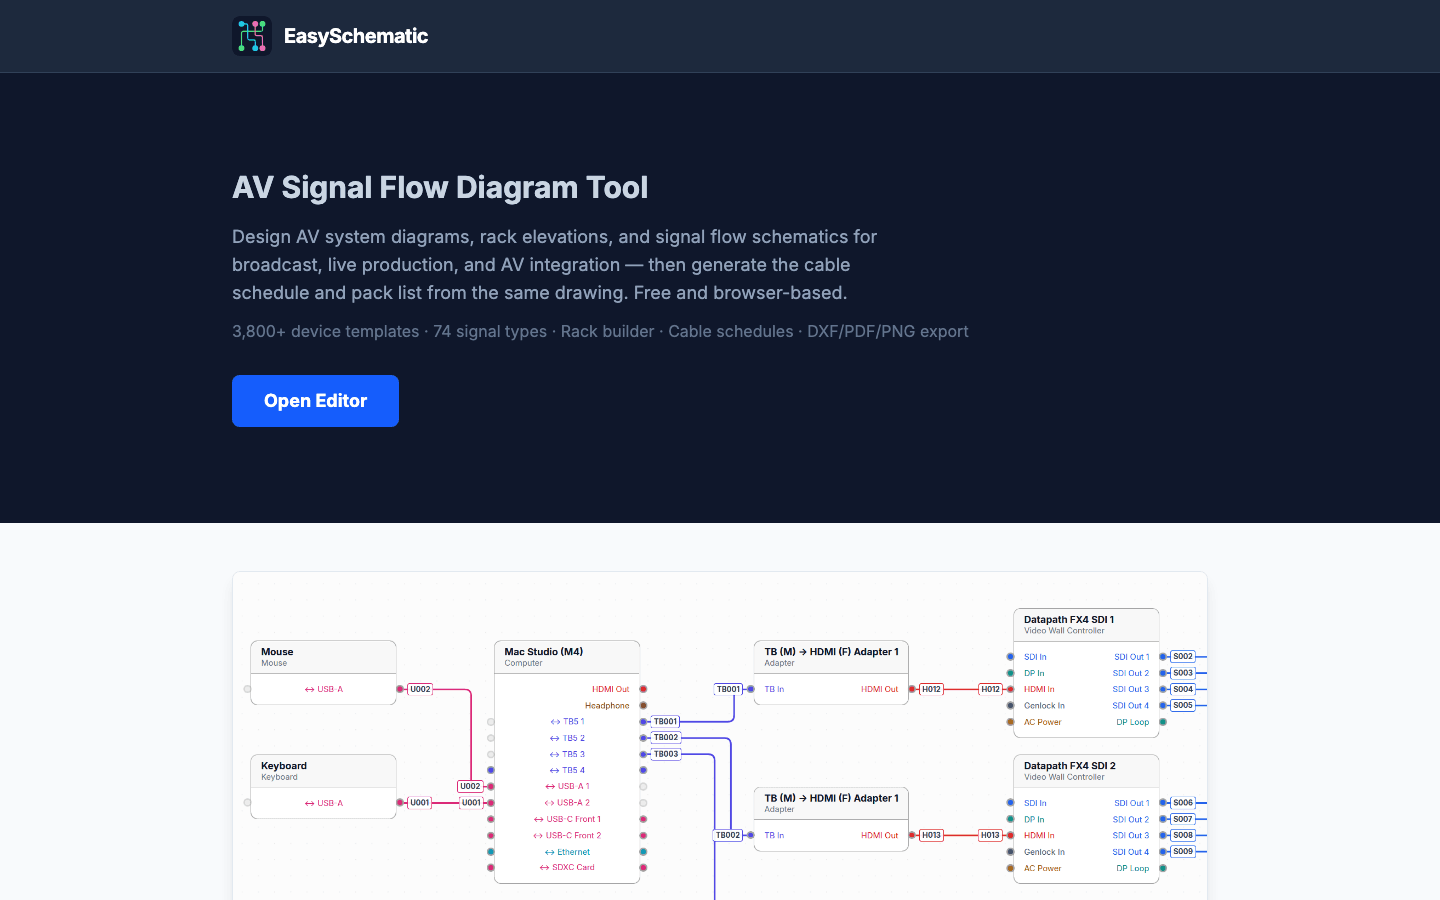 EasySchematic
AV Signal Flow Diagram Tool
Design AV system diagrams, rack elevations, and signal flow schematics for
broadcast, live production, and AV integration — then generate the cable
schedule and pack list from the same drawing. Free and browser-based.
3,800+ device templates · 74 signal types · Rack builder · Cable schedules · DXF/PDF/PNG export
Open Editor
Mouse
Mouse
↔ USB-A
U002
Keyboard
Keyboard
↔ USB-A
U001
U002
U001
Mac Studio (M4)
Computer
HDMI Out
Headphone
↔ TB5 1
↔ TB5 2
↔ TB5 3
↔ TB5 4
↔ USB-A 1
↔ USB-A 2
↔ USB-C Front 1
↔ USB-C Front 2
↔ Ethernet
↔ SDXC Card
TB001
TB002
TB003
TB001
TB (M) → HDMI (F) Adapter 1
Adapter
TB In
HDMI Out
H012
H012
TB002
TB (M) → HDMI (F) Adapter 1
Adapter
TB In
HDMI Out
H013
H013
Datapath FX4 SDI 1
Video Wall Controller
SDI In
SDI Out 1
S002
DP In
SDI Out 2
S003
HDMI In
SDI Out 3
S004
Genlock In
SDI Out 4
S005
AC Power
DP Loop
Datapath FX4 SDI 2
Video Wall Controller
SDI In
SDI Out 1
S006
DP In
SDI Out 2
S007
HDMI In
SDI Out 3
S008
Genlock In
SDI Out 4
S009
AC Power
DP Loop